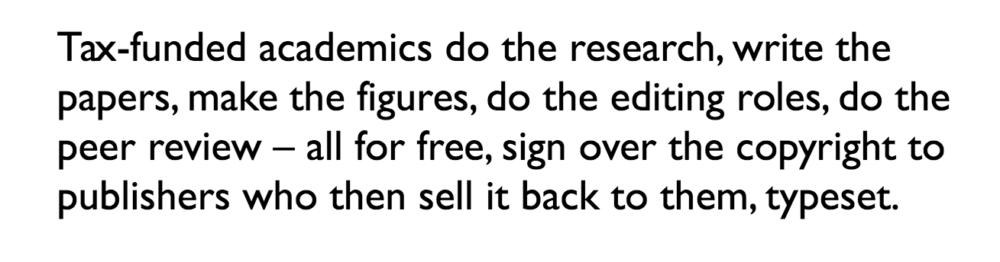 Tax-funded academics do the research, write the
papers, make the figures, do the editing roles, do the
peer review – all for free, sign over the copyright to
publishers who then sell it back to them, typeset.